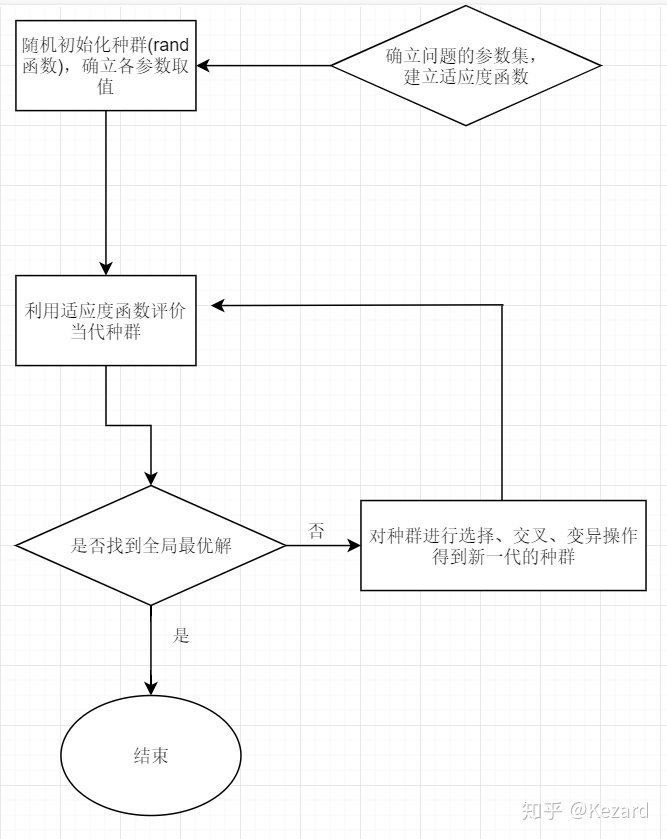 随机初始化种群(rand
函数)，确立各参数取
值
确立问题的参数集，
建立适应度函数
利用适应度函数评价
当代种群
是否找到全局最优解
否
对种群进行选择、交叉、变异操作
得到新一代的种群
是
结束
知乎 @Kezard